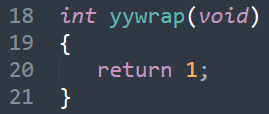 18 int yywrap(void)
19 {
20     return 1;
21 }